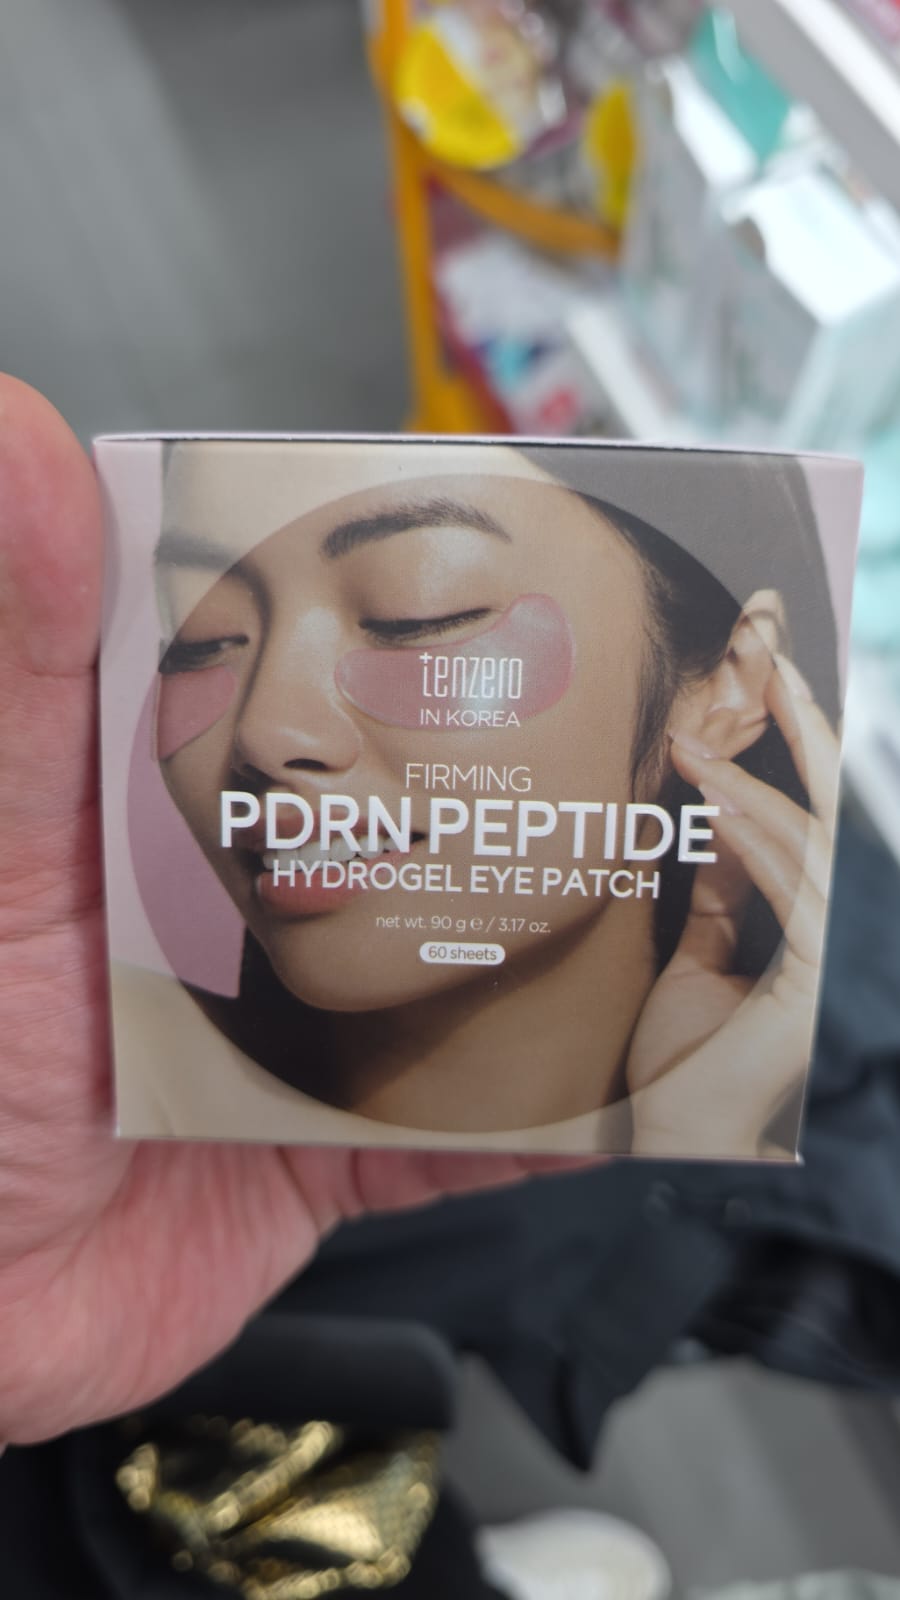 tenzero
IN KOREA
FIRMING
PDRN PEPTIDE
HYDROGEL EYE PATCH
net wt. 90 g ℮ / 3.17 oz.
60 sheets